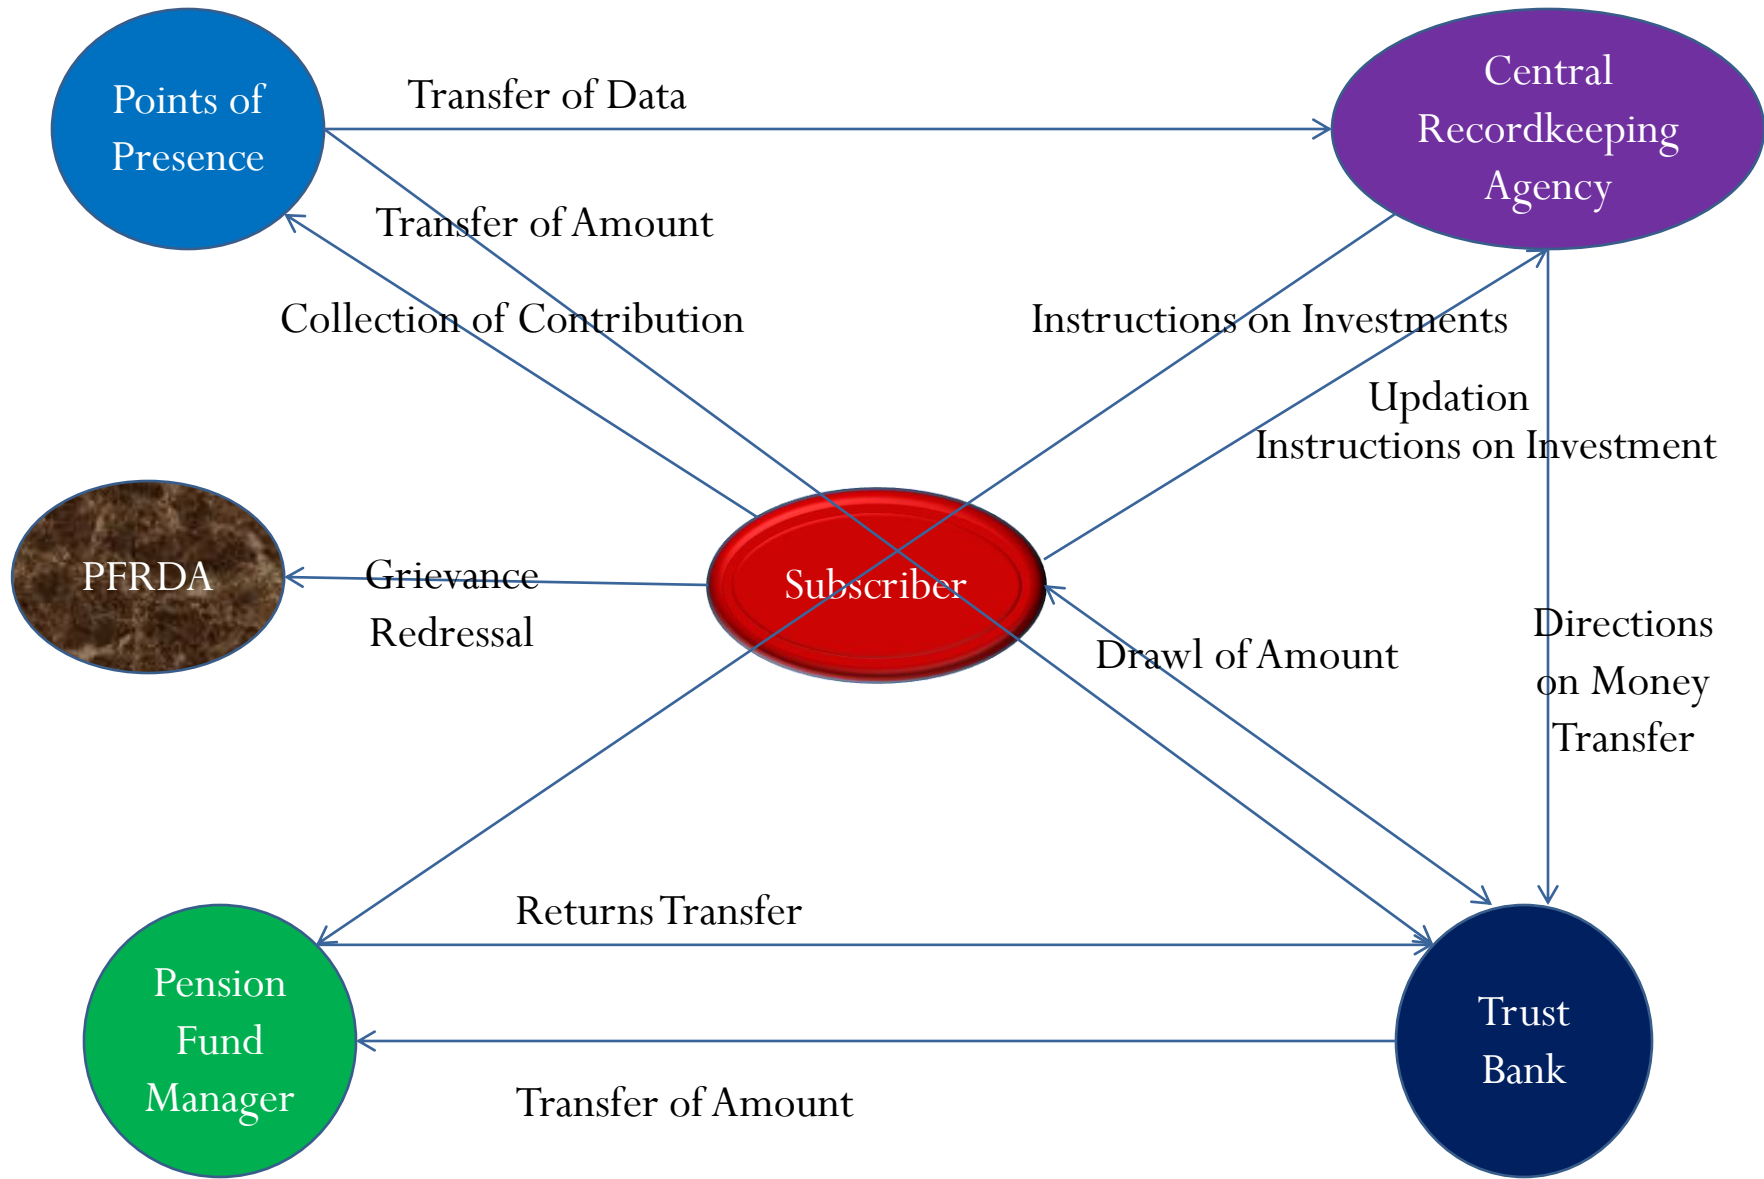 Points of
Presence
Transfer of Data
Central
Recordkeeping
Agency
Transfer of Amount
Collection of Contribution
Instructions on Investments
Updation
Instructions on Investment
PFRDA
Grievance
Redressal
Subscriber
Drawl of Amount
Directions
on Money
Transfer
Returns Transfer
Pension
Fund
Manager
Transfer of Amount
Trust
Bank